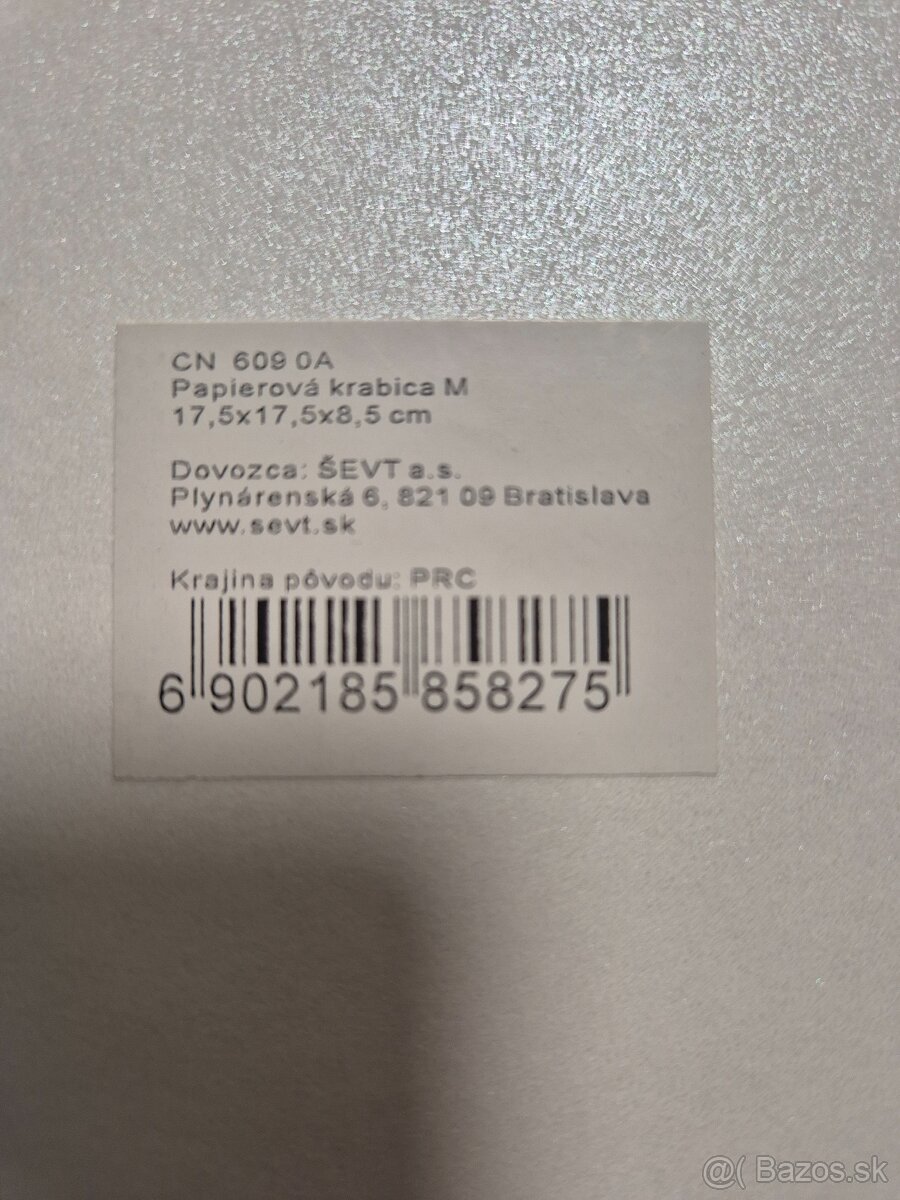 CN 609 0A
Papierová krabica M
17,5x17,5x8,5 cm
Dovozca: ŠEVT a.s.
Plynárenská 6, 821 09 Bratislava
www.sevt.sk
Krajina pôvodu: PRC
6 902185 858275
@( Bazos.sk